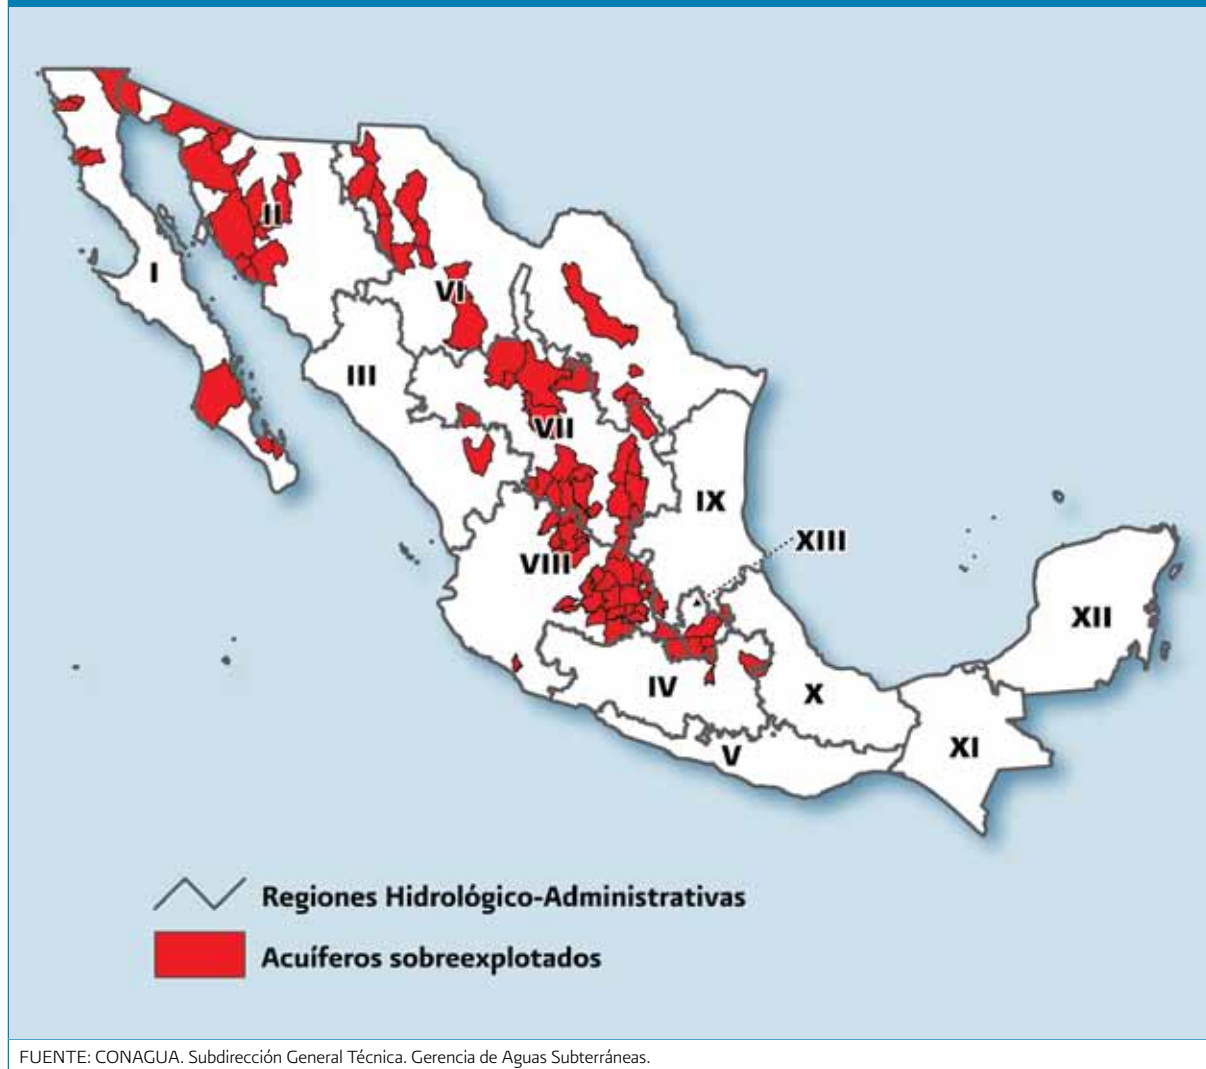 II
I
VI
III
VII
IX
XIII
VIII
XII
IV
X
XI
V
Regiones Hidrológico-Administrativas
Acuíferos sobreexplotados
FUENTE: CONAGUA. Subdirección General Técnica. Gerencia de Aguas Subterráneas.